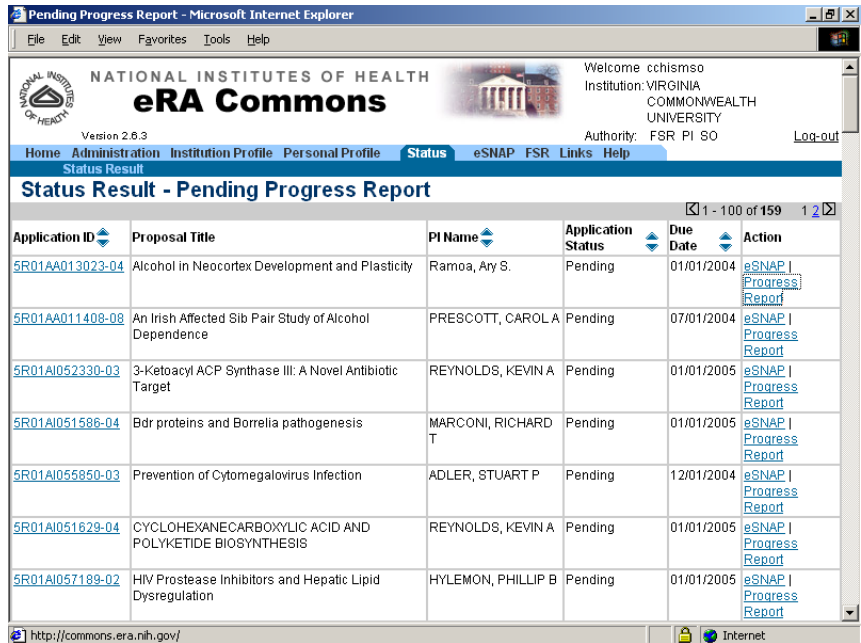 Pending Progress Report - Microsoft Internet Explorer
File Edit View Favorites Tools Help
NATIONAL INSTITUTES OF HEALTH
NATIONAL INSTITUTES OF HEALTH
eRA Commons
Version 2.6.3
Welcome cchismso
Institution: VIRGINIA
COMMONWEALTH
UNIVERSITY
Authority: FSR PI SO Log-out
Home Administration Institution Profile Personal Profile Status eSNAP FSR Links Help
Status Result
Status Result - Pending Progress Report
1 - 100 of 159 1 2
Application ID Proposal Title PI Name Application Status Due Date Action
5R01AA013023-04 Alcohol in Neocortex Development and Plasticity Ramoa, Ary S. Pending 01/01/2004 eSNAP |
Progress
Report
5R01AA011408-08 An Irish Affected Sib Pair Study of Alcohol PRESCOTT, CAROL A Pending 07/01/2004 eSNAP |
Dependence Progress
Report
5R01AI052330-03 3-Ketoacyl ACP Synthase III: A Novel Antibiotic REYNOLDS, KEVIN A Pending 01/01/2005 eSNAP |
Target Progress
Report
5R01AI051586-04 Bdr proteins and Borrelia pathogenesis MARCONI, RICHARD Pending 01/01/2005 eSNAP |
T Progress
Report
5R01AI055850-03 Prevention of Cytomegalovirus Infection ADLER, STUART P Pending 12/01/2004 eSNAP |
Progress
Report
5R01AI051629-04 CYCLOHEXANECARBOXYLIC ACID AND REYNOLDS, KEVIN A Pending 01/01/2005 eSNAP |
POLYKETIDE BIOSYNTHESIS Progress
Report
5R01AI057189-02 HIV Prostease Inhibitors and Hepatic Lipid HYLEMON, PHILLIP B Pending 01/01/2005 eSNAP |
Dysregulation Progress
Report
http://commons.era.nih.gov/ Internet